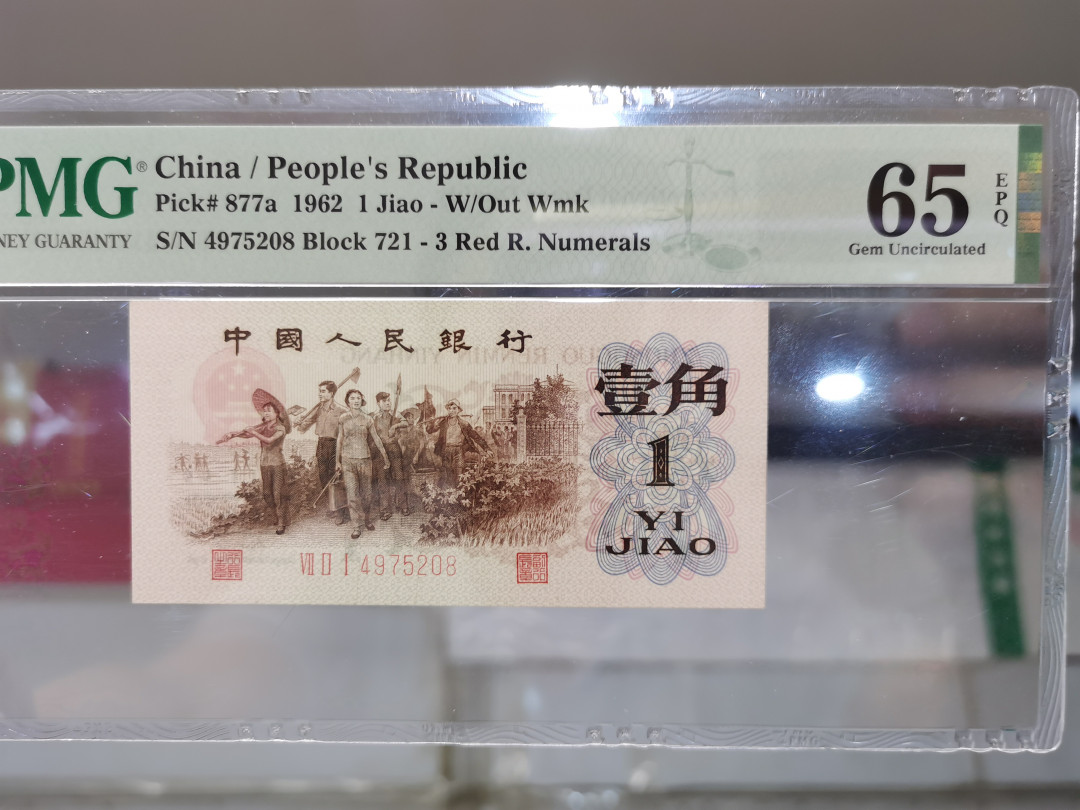 PMG® China / People's Republic
Pick# 877a 1962 1 Jiao - W/Out Wmk
NEY GUARANTY S/N 4975208 Block 721 - 3 Red R. Numerals
65
EPQ
Gem Uncirculated
中國人民銀行
壹角
1
YI
JIAO
VII II I 4975208